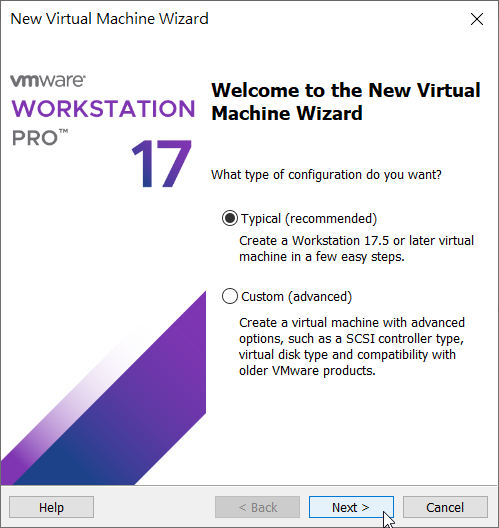 New Virtual Machine Wizard
vmware®
WORKSTATION
PRO™
17
Welcome to the New Virtual
Machine Wizard
What type of configuration do you want?
Typical (recommended)
Create a Workstation 17.5 or later virtual
machine in a few easy steps.
Custom (advanced)
Create a virtual machine with advanced
options, such as a SCSI controller type,
virtual disk type and compatibility with
older VMware products.
Help
< Back
Next >
Cancel